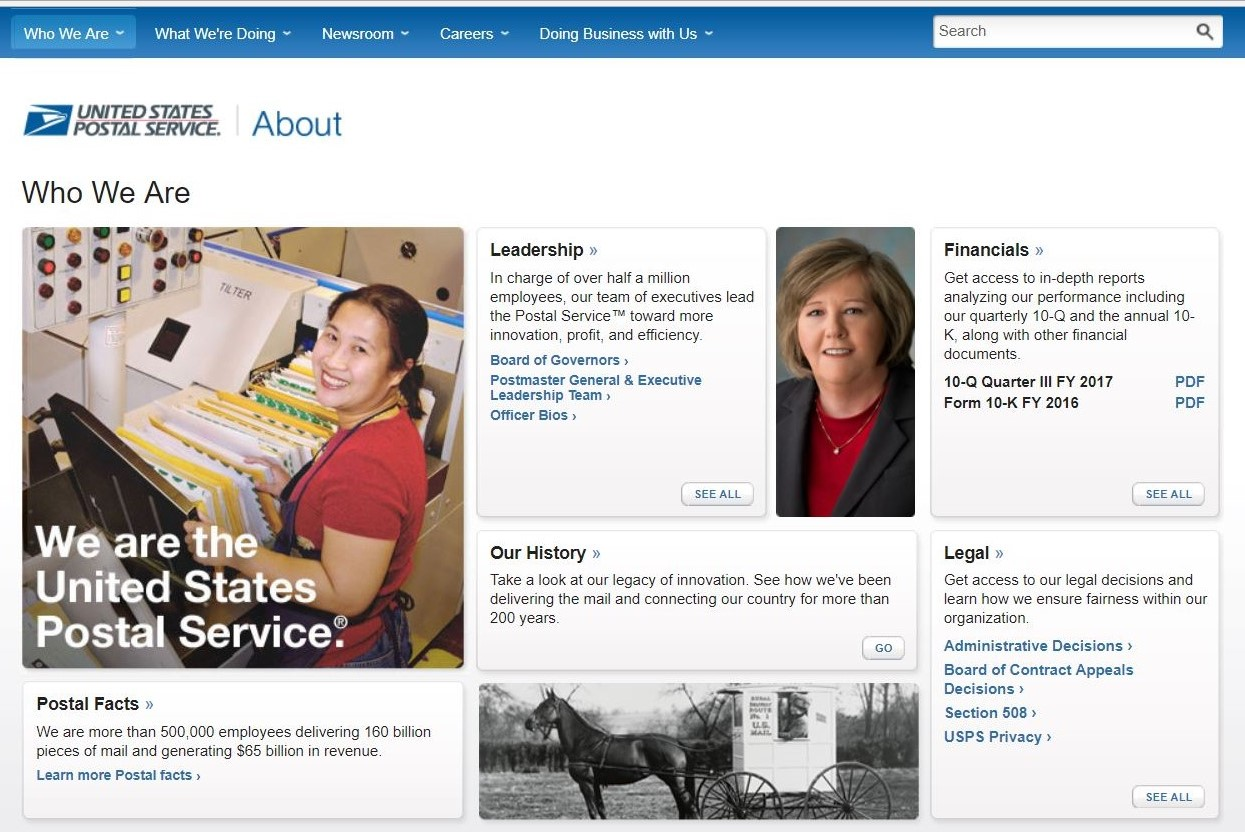 Who We Are
What We're Doing
Newsroom
Careers
Doing Business with Us
Search
UNITED STATES
POSTAL SERVICE.
About
Who We Are
TILTER
We are the
United States
Postal Service.®
Leadership »
In charge of over half a million
employees, our team of executives lead
the Postal Service™ toward more
innovation, profit, and efficiency.
Board of Governors ›
Postmaster General & Executive
Leadership Team ›
Officer Bios ›
SEE ALL
Financials »
Get access to in-depth reports
analyzing our performance including
our quarterly 10-Q and the annual 10-
K, along with other financial
documents.
10-Q Quarter III FY 2017 PDF
Form 10-K FY 2016 PDF
SEE ALL
Our History »
Take a look at our legacy of innovation. See how we've been
delivering the mail and connecting our country for more than
200 years.
GO
Legal »
Get access to our legal decisions and
learn how we ensure fairness within our
organization.
Administrative Decisions ›
Board of Contract Appeals
Decisions ›
Section 508 ›
USPS Privacy ›
SEE ALL
Postal Facts »
We are more than 500,000 employees delivering 160 billion
pieces of mail and generating $65 billion in revenue.
Learn more Postal facts ›
RURAL
ROUTE
No. 1
U.S.
MAIL